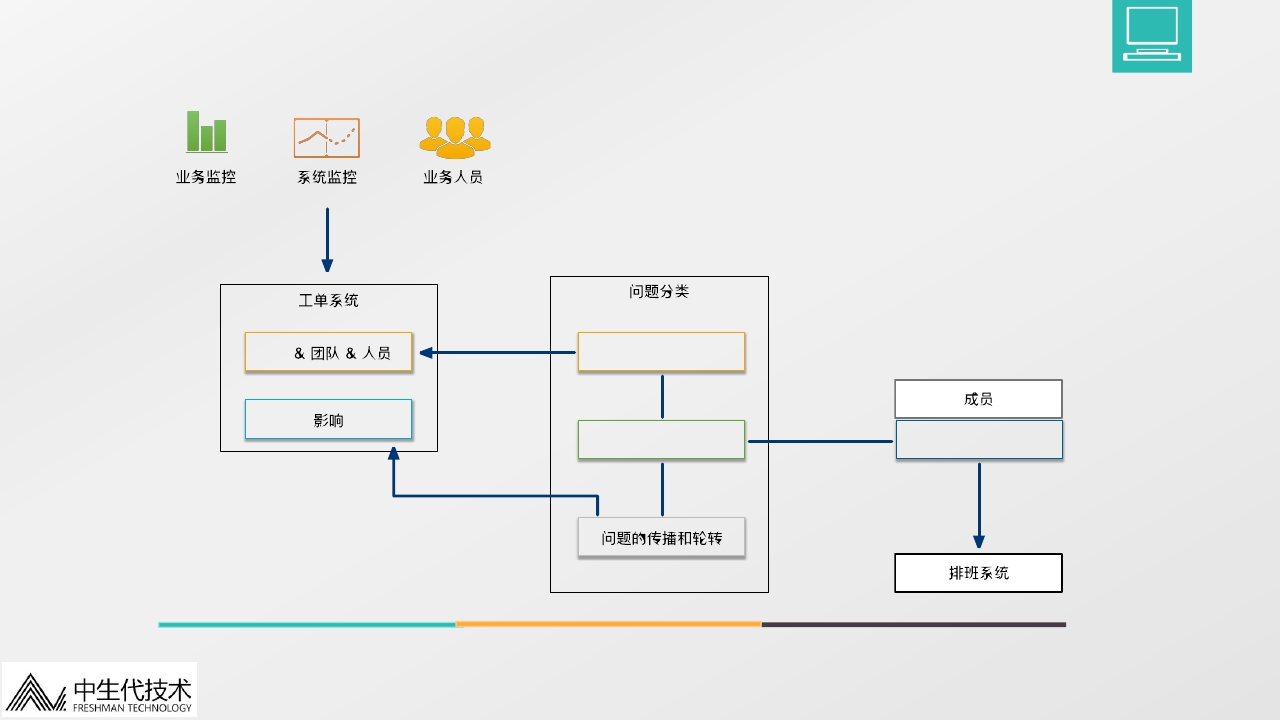 业务监控
系统监控
业务人员
工单系统
& 团队 & 人员
影响
问题分类
问题的传播和轮转
成员
排班系统
中生代技术
FRESHMAN TECHNOLOGY